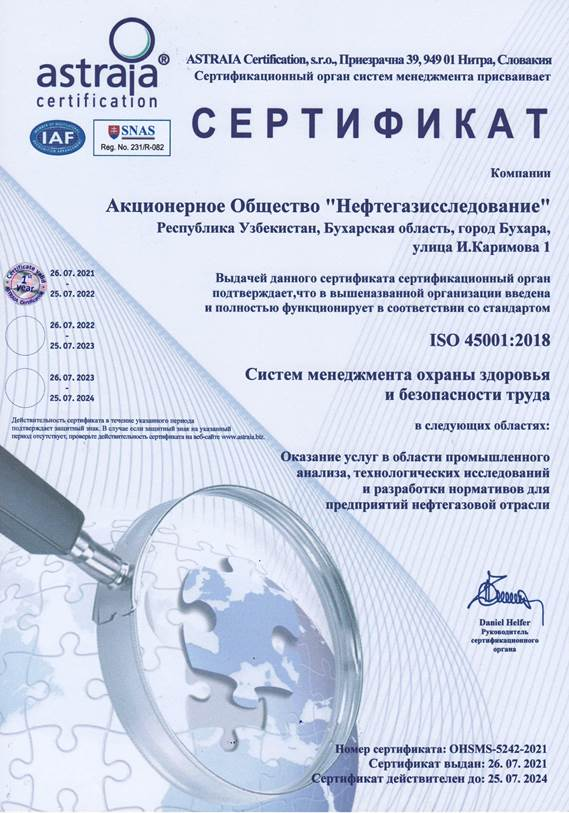 astraia®
certification
IAF
SNAS
Reg. No. 231/R-082
ASTRAIA Certification, s.r.o., Призрачна 39, 949 01 Нитра, Словакия
Сертификационный орган систем менеджмента присваивает
СЕРТИФИКАТ
Компании
Акционерное Общество "Нефтегазисследование"
Республика Узбекистан, Бухарская область, город Бухара,
улица И.Каримова 1
Certificate valid
1st
year
26. 07. 2021
-
25. 07. 2022
26. 07. 2022
-
25. 07. 2023
26. 07. 2023
-
25. 07. 2024
Действительность сертификата в течение указанного периода
подтверждает защитный знак. В случае если защитный знак на указанный
период отсутствует, проверьте действительность сертификата на веб-сайте www.astraia.biz.
Выдачей данного сертификата сертификационный орган
подтверждает,что в вышеназванной организации введена
и полностью функционирует в соответствии со стандартом
ISO 45001:2018
Систем менеджмента охраны здоровья
и безопасности труда
в следующих областях:
Оказание услуг в области промышленного
анализа, технологических исследований
и разработки нормативов для
предприятий нефтегазовой отрасли
Daniel Helfer
Руководитель
сертификационного
органа
Номер сертификата: OHSMS-5242-2021
Сертификат выдан: 26. 07. 2021
Сертификат действителен до: 25. 07. 2024